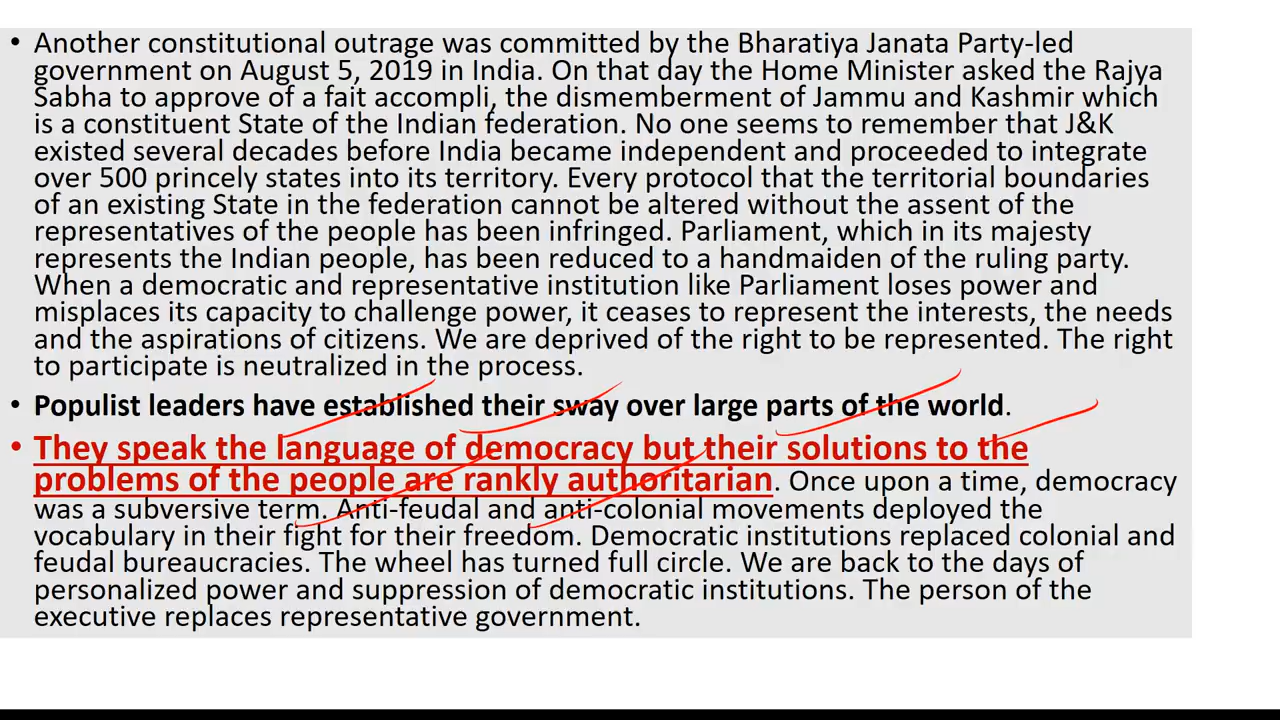 • Another constitutional outrage was committed by the Bharatiya Janata Party-led
government on August 5, 2019 in India. On that day the Home Minister asked the Rajya
Sabha to approve of a fait accompli, the dismemberment of Jammu and Kashmir which
is a constituent State of the Indian federation. No one seems to remember that J&K
existed several decades before India became independent and proceeded to integrate
over 500 princely states into its territory. Every protocol that the territorial boundaries
of an existing State in the federation cannot be altered without the assent of the
representatives of the people has been infringed. Parliament, which in its majesty
represents the Indian people, has been reduced to a handmaiden of the ruling party.
When a democratic and representative institution like Parliament loses power and
misplaces its capacity to challenge power, it ceases to represent the interests, the needs
and the aspirations of citizens. We are deprived of the right to be represented. The right
to participate is neutralized in the process.
• Populist leaders have established their sway over large parts of the world.
• They speak the language of democracy but their solutions to the
problems of the people are rankly authoritarian. Once upon a time, democracy
was a subversive term. Anti-feudal and anti-colonial movements deployed the
vocabulary in their fight for their freedom. Democratic institutions replaced colonial and
feudal bureaucracies. The wheel has turned full circle. We are back to the days of
personalized power and suppression of democratic institutions. The person of the
executive replaces representative government.